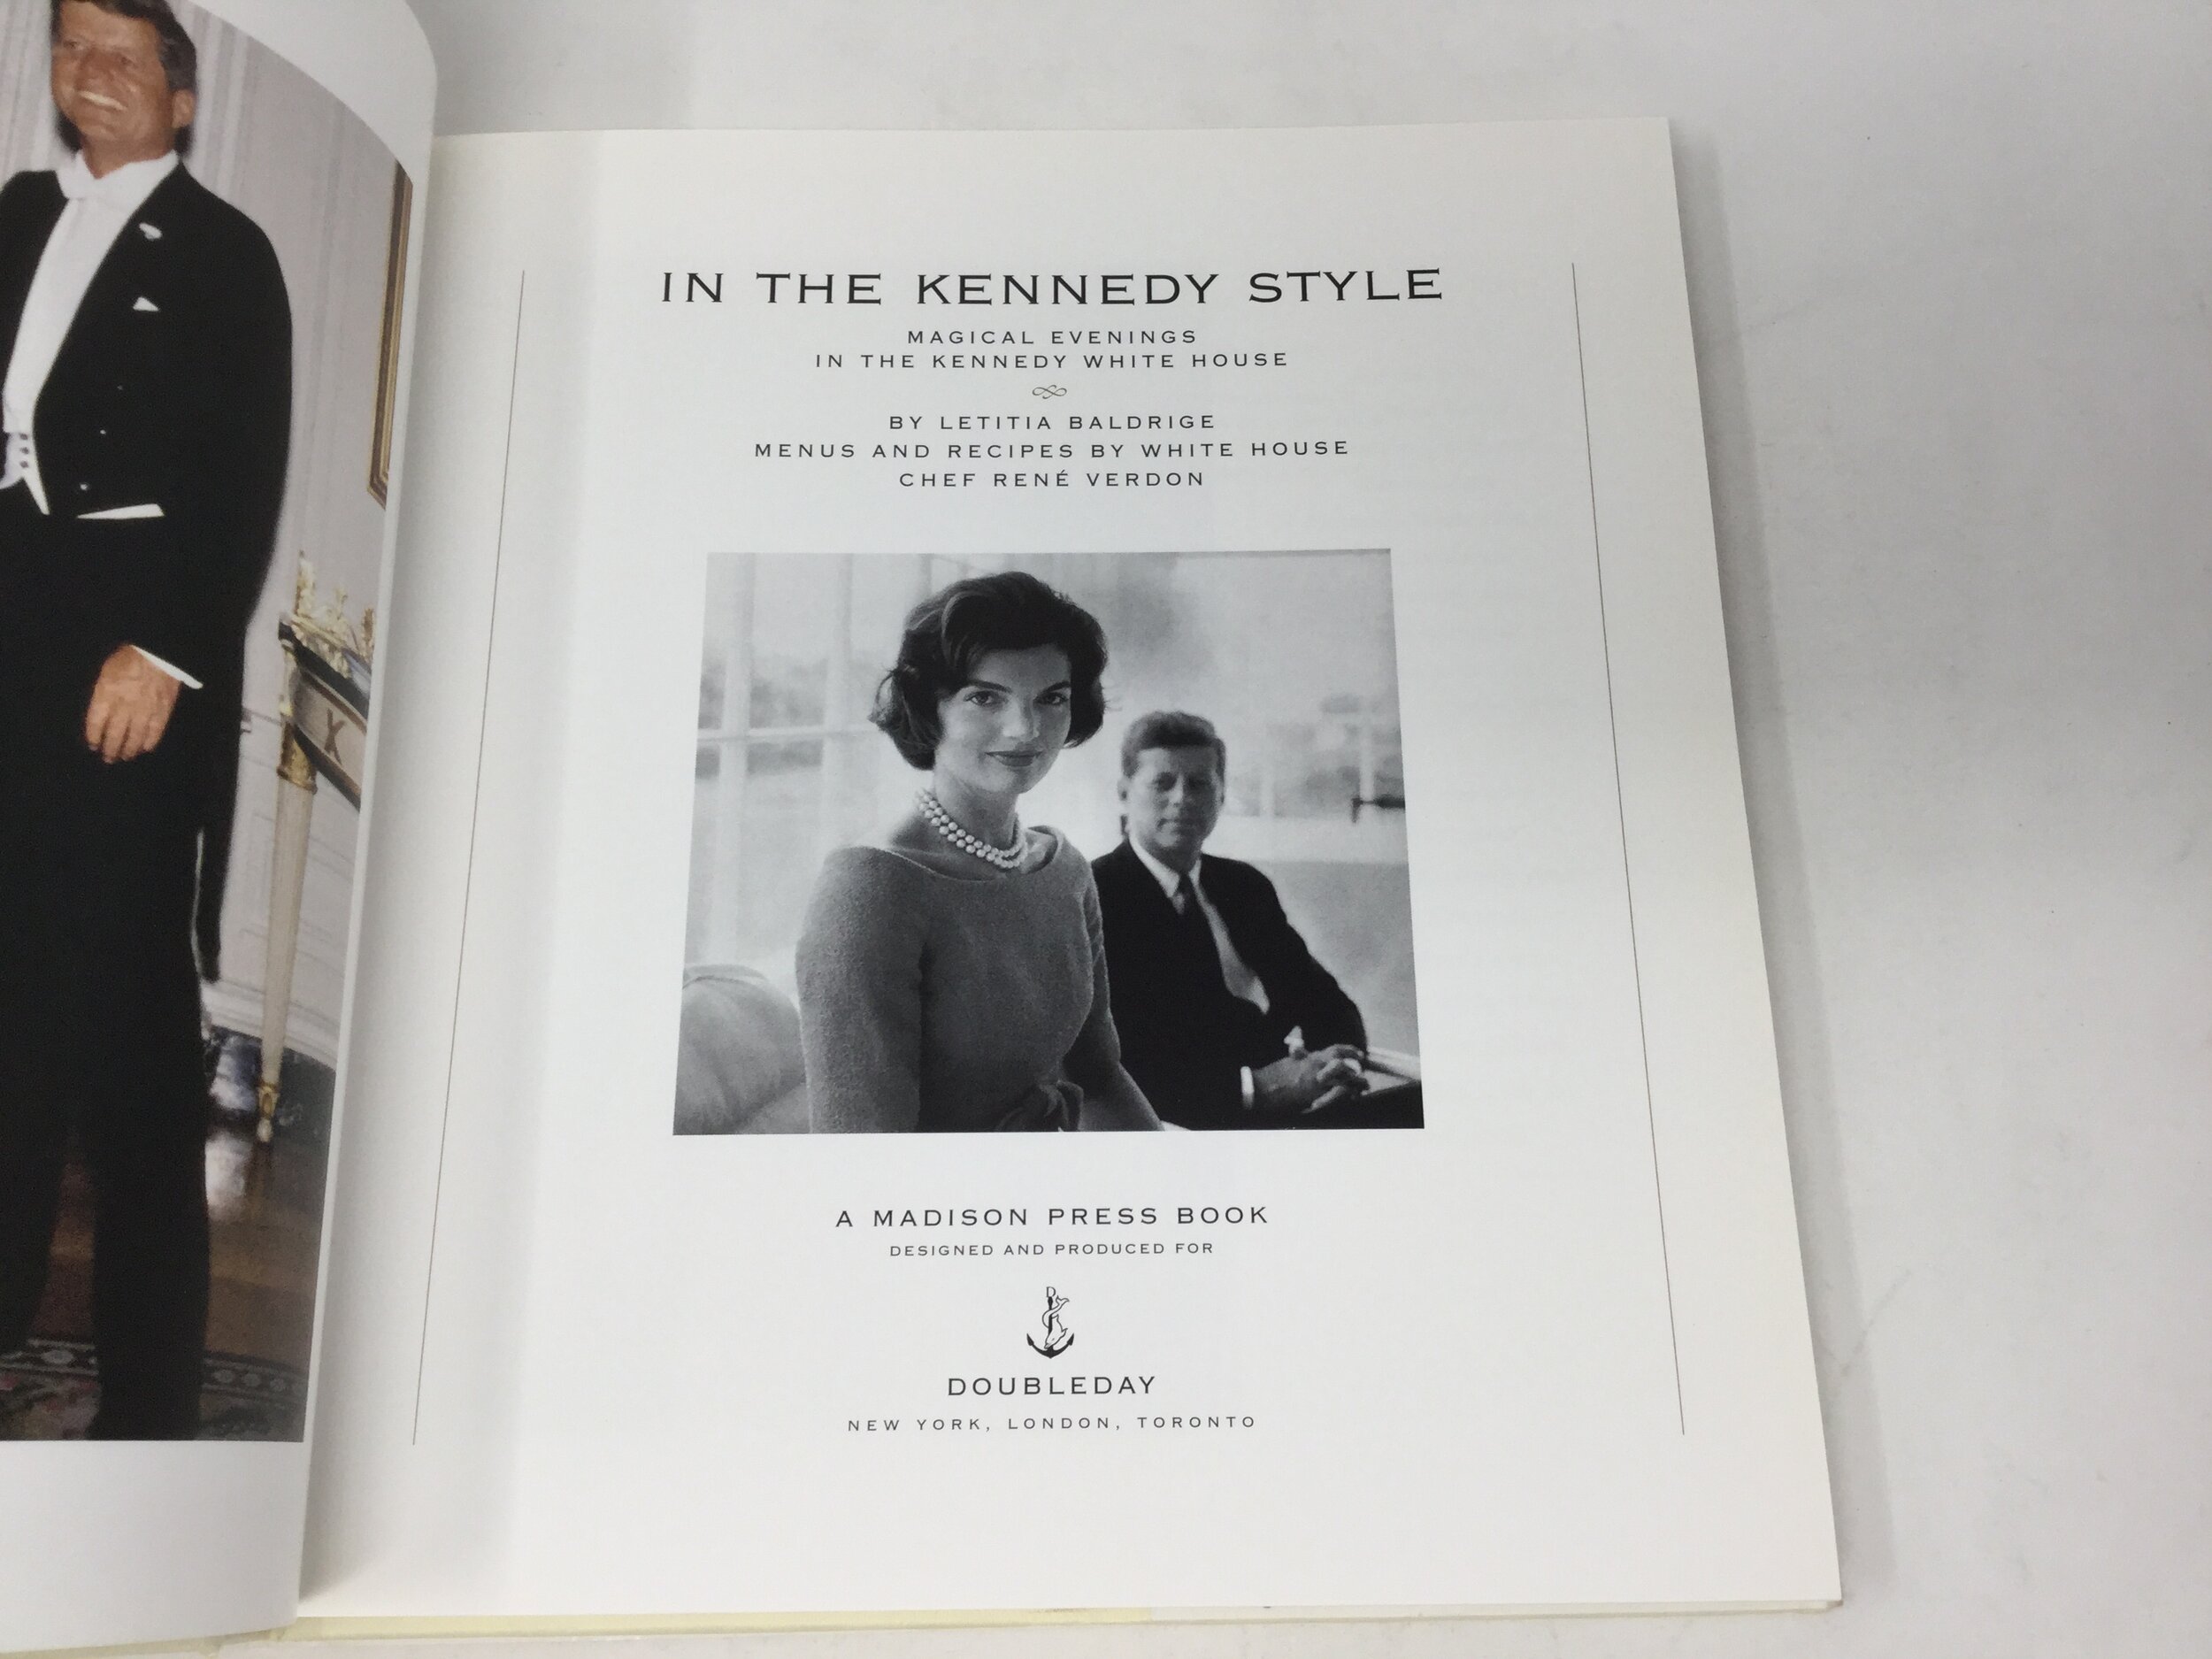 IN THE KENNEDY STYLE
MAGICAL EVENINGS
IN THE KENNEDY WHITE HOUSE
BY LETITIA BALDRIGE
MENUS AND RECIPES BY WHITE HOUSE
CHEF RENÉ VERDON
A MADISON PRESS BOOK
DESIGNED AND PRODUCED FOR
D
DOUBLEDAY
NEW YORK, LONDON, TORONTO